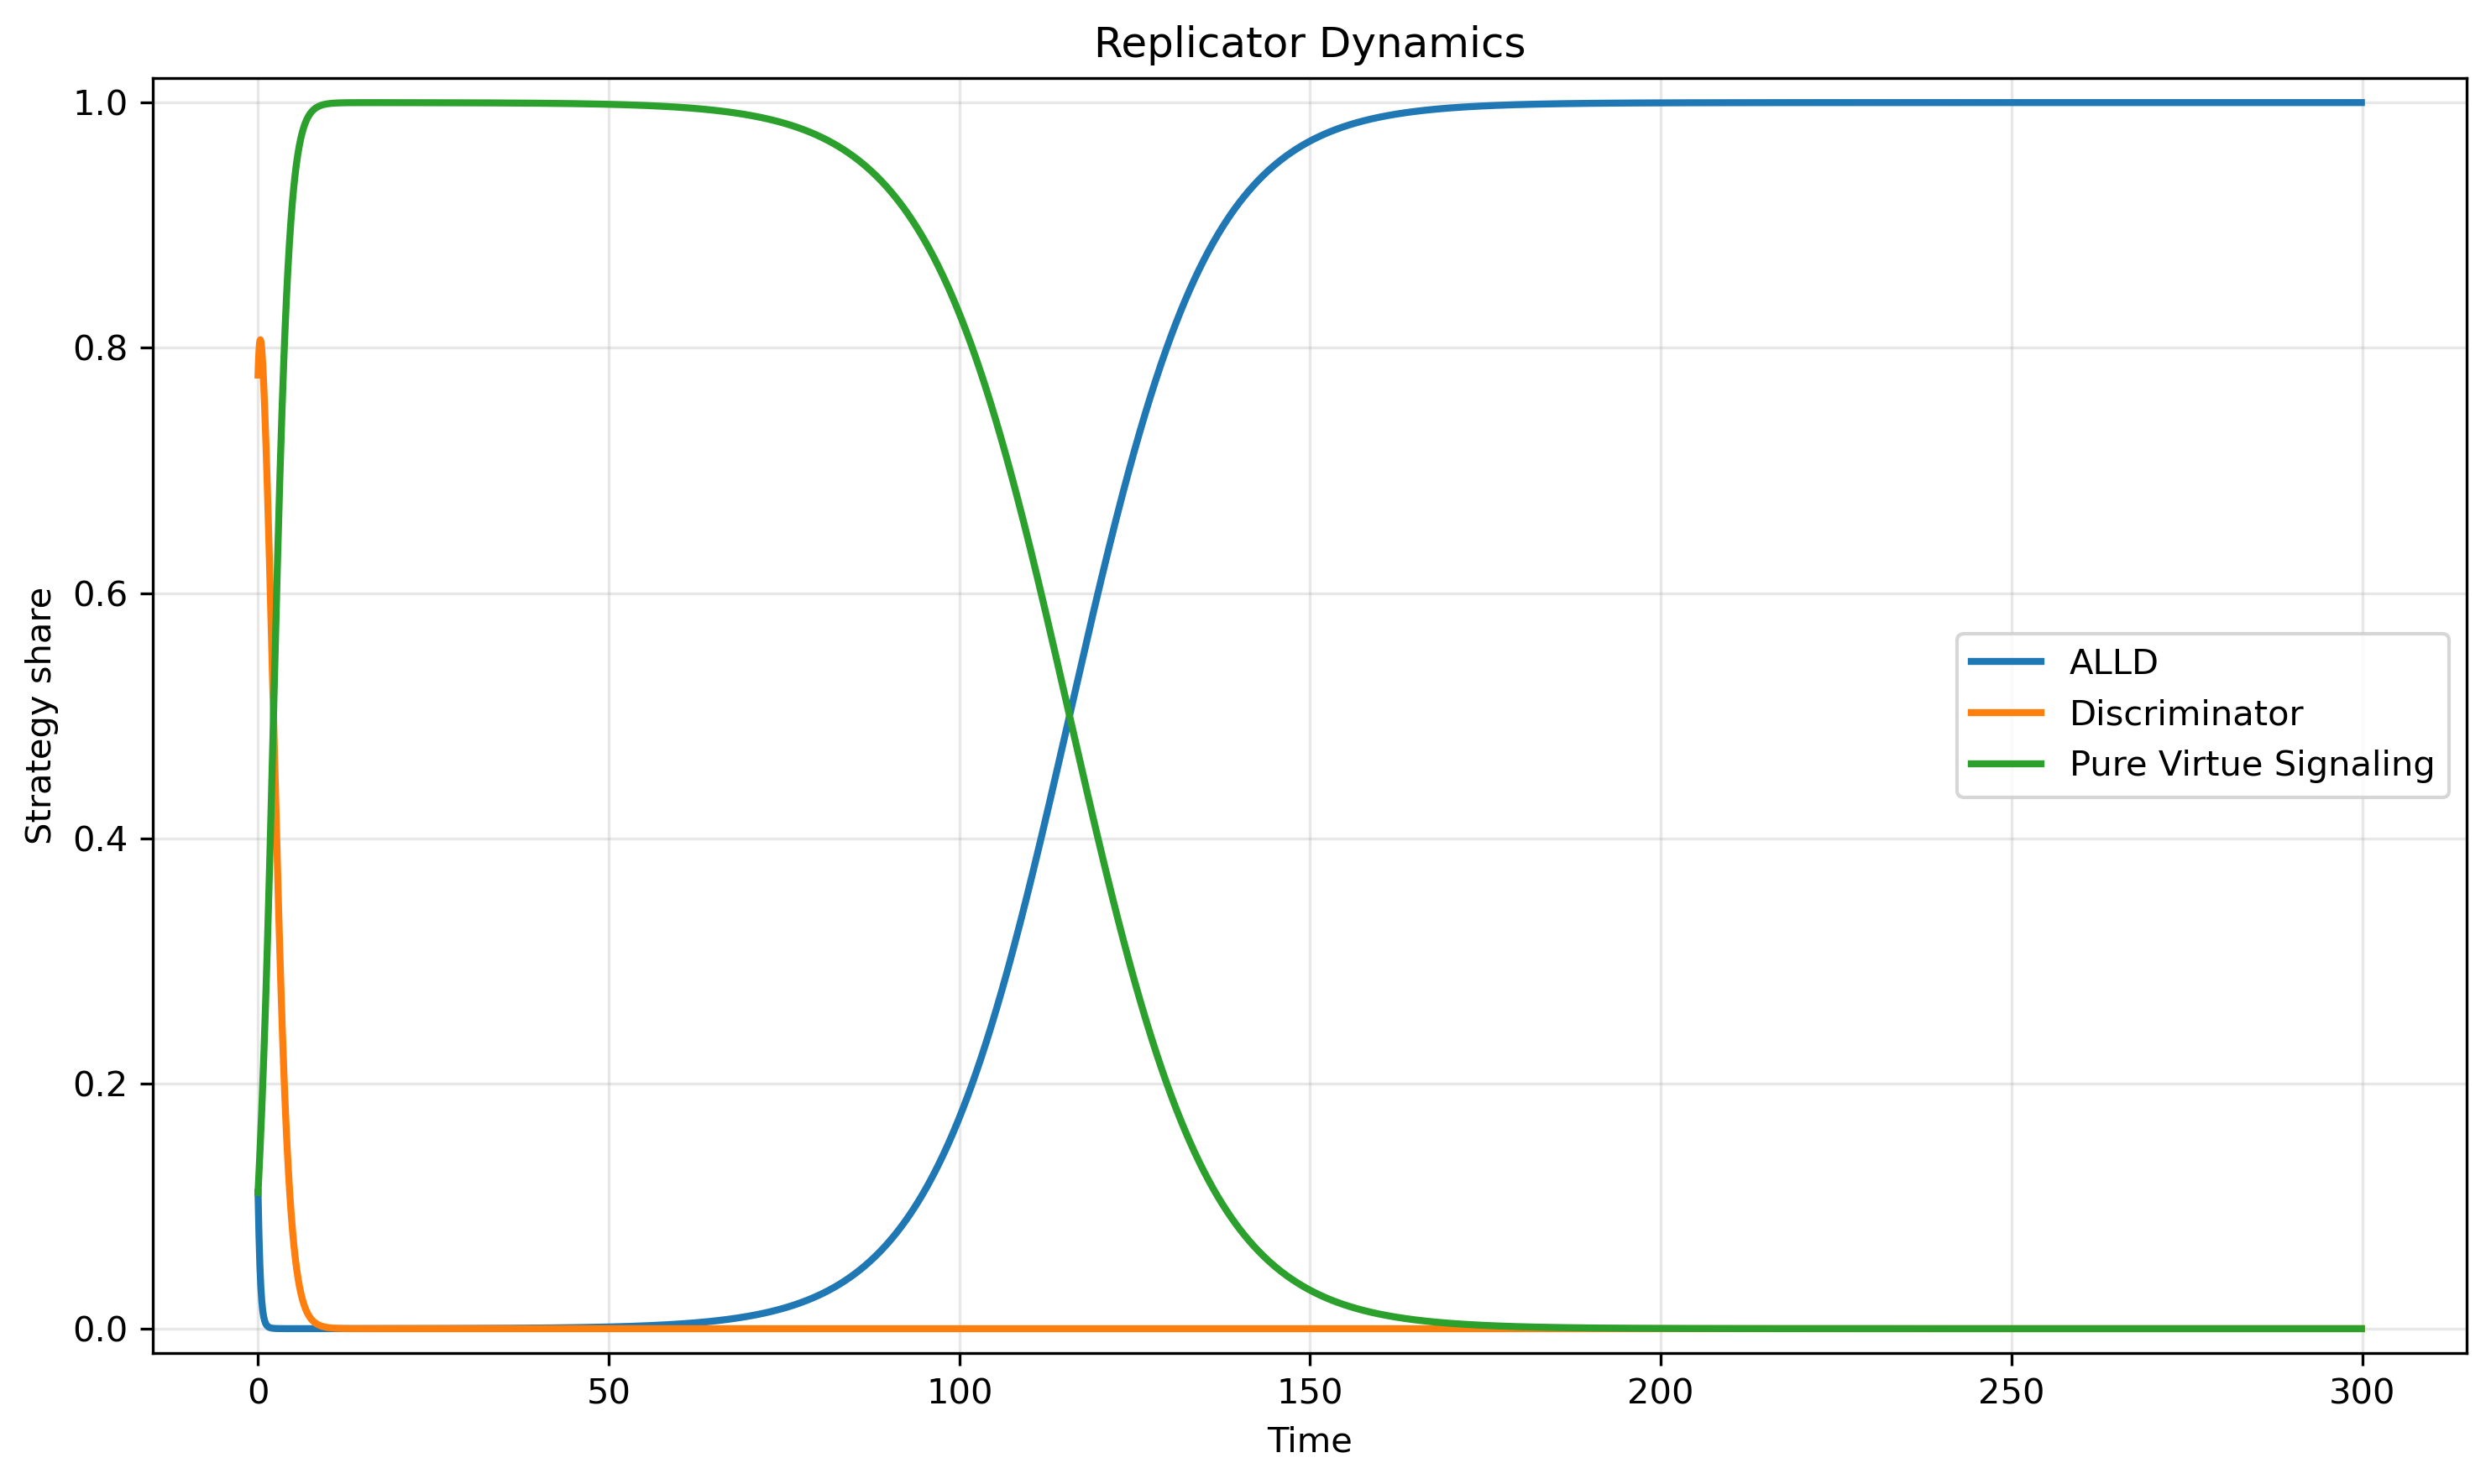 Replicator Dynamics
Strategy share
1.0
0.8
0.6
0.4
0.2
0.0
ALLD
Discriminator
Pure Virtue Signaling
0 50 100 150 200 250 300
Time